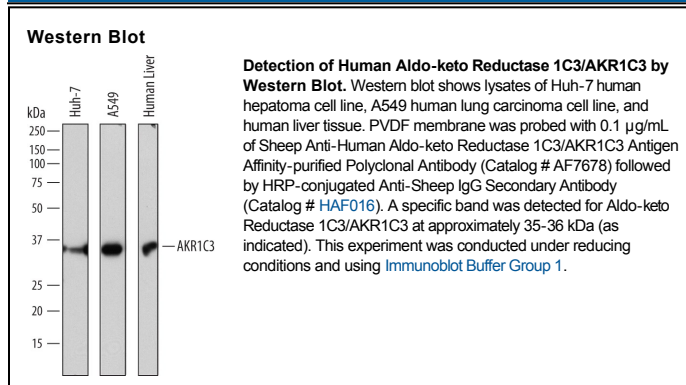 Western Blot
Huh-7
A549
Human Liver
kDa
250
150
100
75
50
37
25
20
15
AKR1C3
Detection of Human Aldo-keto Reductase 1C3/AKR1C3 by
Western Blot. Western blot shows lysates of Huh-7 human
hepatoma cell line, A549 human lung carcinoma cell line, and
human liver tissue. PVDF membrane was probed with 0.1 µg/mL
of Sheep Anti-Human Aldo-keto Reductase 1C3/AKR1C3 Antigen
Affinity-purified Polyclonal Antibody (Catalog # AF7678) followed
by HRP-conjugated Anti-Sheep IgG Secondary Antibody
(Catalog # HAF016). A specific band was detected for Aldo-keto
Reductase 1C3/AKR1C3 at approximately 35-36 kDa (as
indicated). This experiment was conducted under reducing
conditions and using Immunoblot Buffer Group 1.